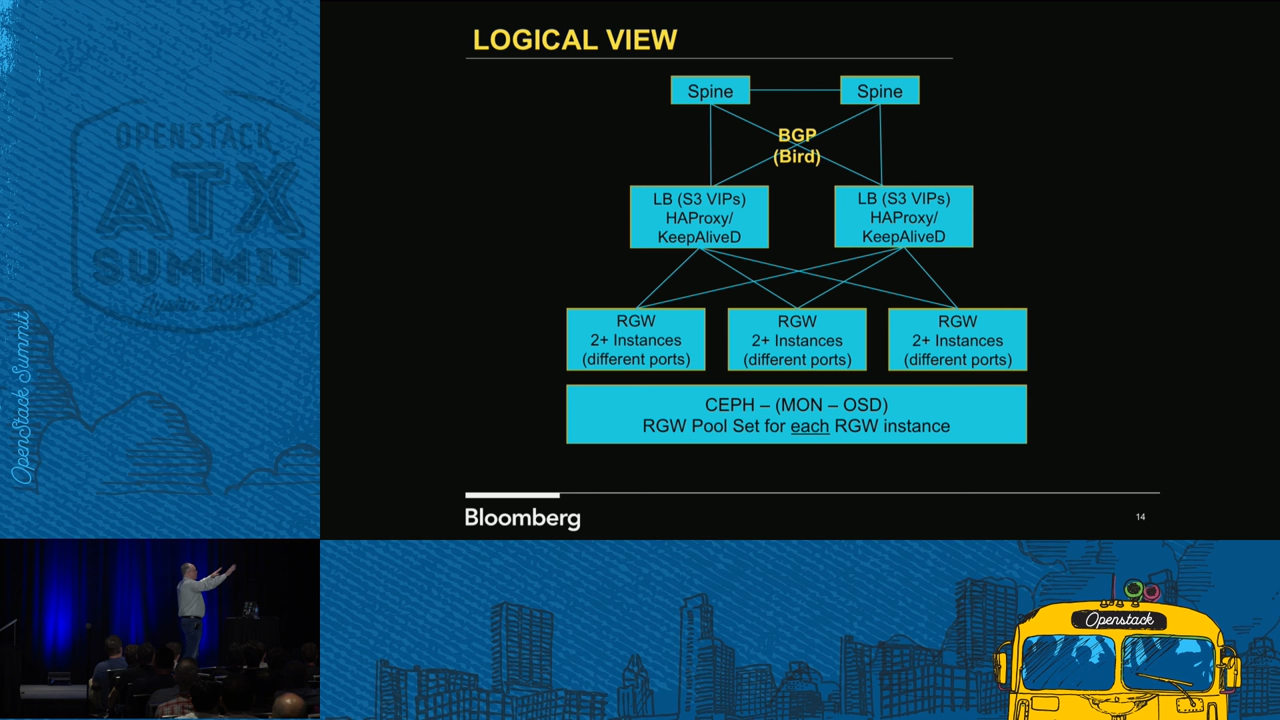 LOGICAL VIEW
Spine
Spine
BGP
(Bird)
LB (S3 VIPs)
HAProxy/
KeepAliveD
LB (S3 VIPs)
HAProxy/
KeepAliveD
RGW
2+ Instances
(different ports)
RGW
2+ Instances
(different ports)
RGW
2+ Instances
(different ports)
CEPH – (MON – OSD)
RGW Pool Set for each RGW instance
Bloomberg
14
OPENSTACK
ATX
SUMMIT
Austin 2016
OpenStack Summit
Openstack